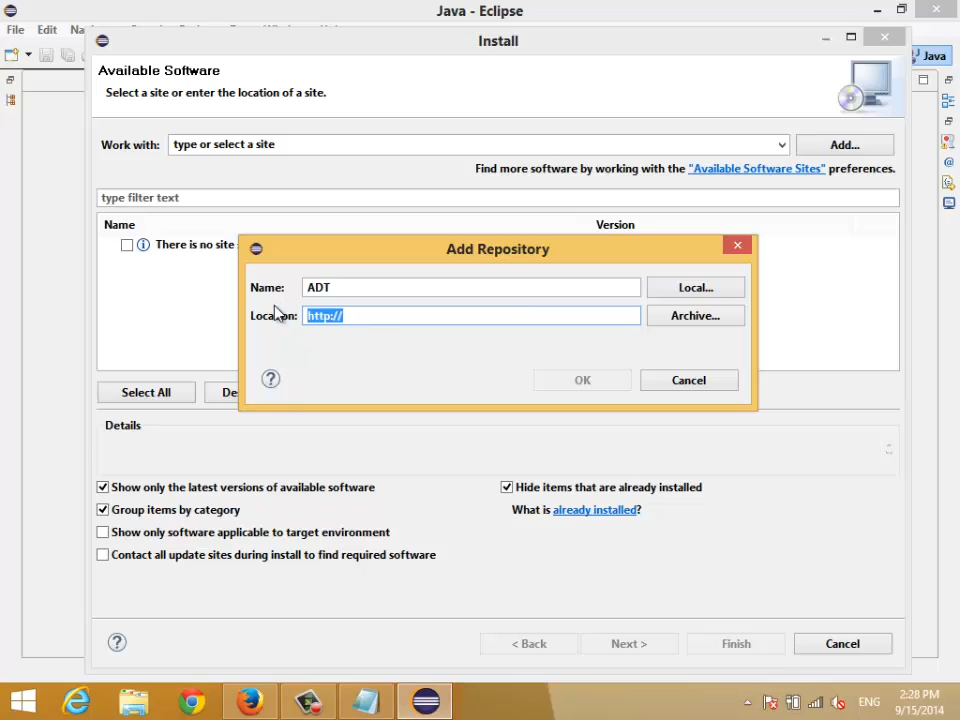 Java - Eclipse
File Edit
Install
Java
Available Software
Select a site or enter the location of a site.
Work with: type or select a site Add...
Find more software by working with the "Available Software Sites" preferences.
type filter text
Name Version
There is no site
Add Repository
Name: ADT Local...
Location: http:// Archive...
OK Cancel
Select All
Details
Show only the latest versions of available software Hide items that are already installed
Group items by category What is already installed?
Show only software applicable to target environment
Contact all update sites during install to find required software
< Back Next > Finish Cancel
ENG 2:28 PM
9/15/2014